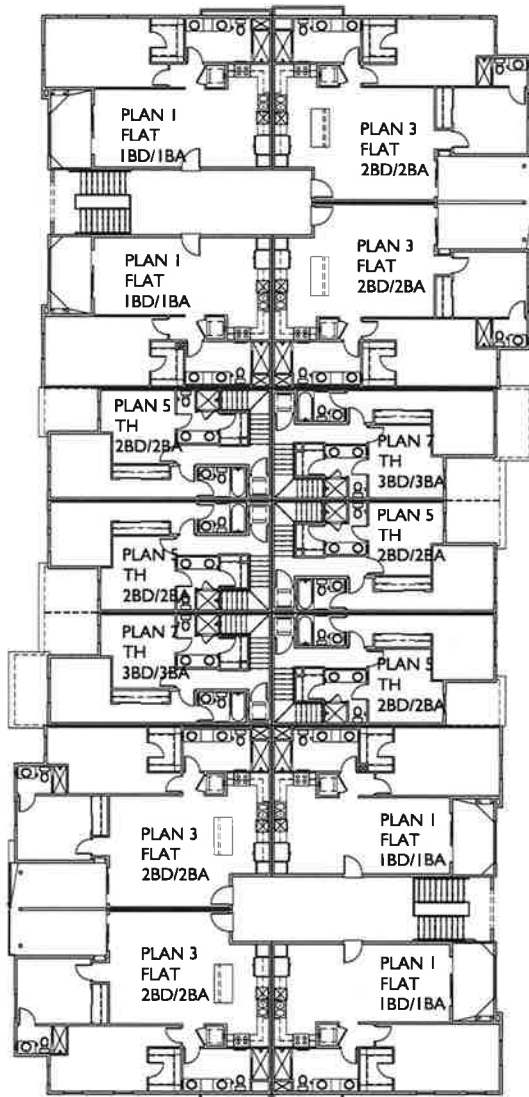 PLAN 1
FLAT
1BD/1BA
PLAN 3
FLAT
2BD/2BA
PLAN 1
FLAT
1BD/1BA
PLAN 3
FLAT
2BD/2BA
PLAN 5
TH
2BD/2BA
PLAN 7
TH
3BD/3BA
PLAN 5
TH
2BD/2BA
PLAN 5
TH
2BD/2BA
PLAN 7
TH
3BD/3BA
PLAN 5
TH
2BD/2BA
PLAN 3
FLAT
2BD/2BA
PLAN 1
FLAT
1BD/1BA
PLAN 3
FLAT
2BD/2BA
PLAN 1
FLAT
1BD/1BA